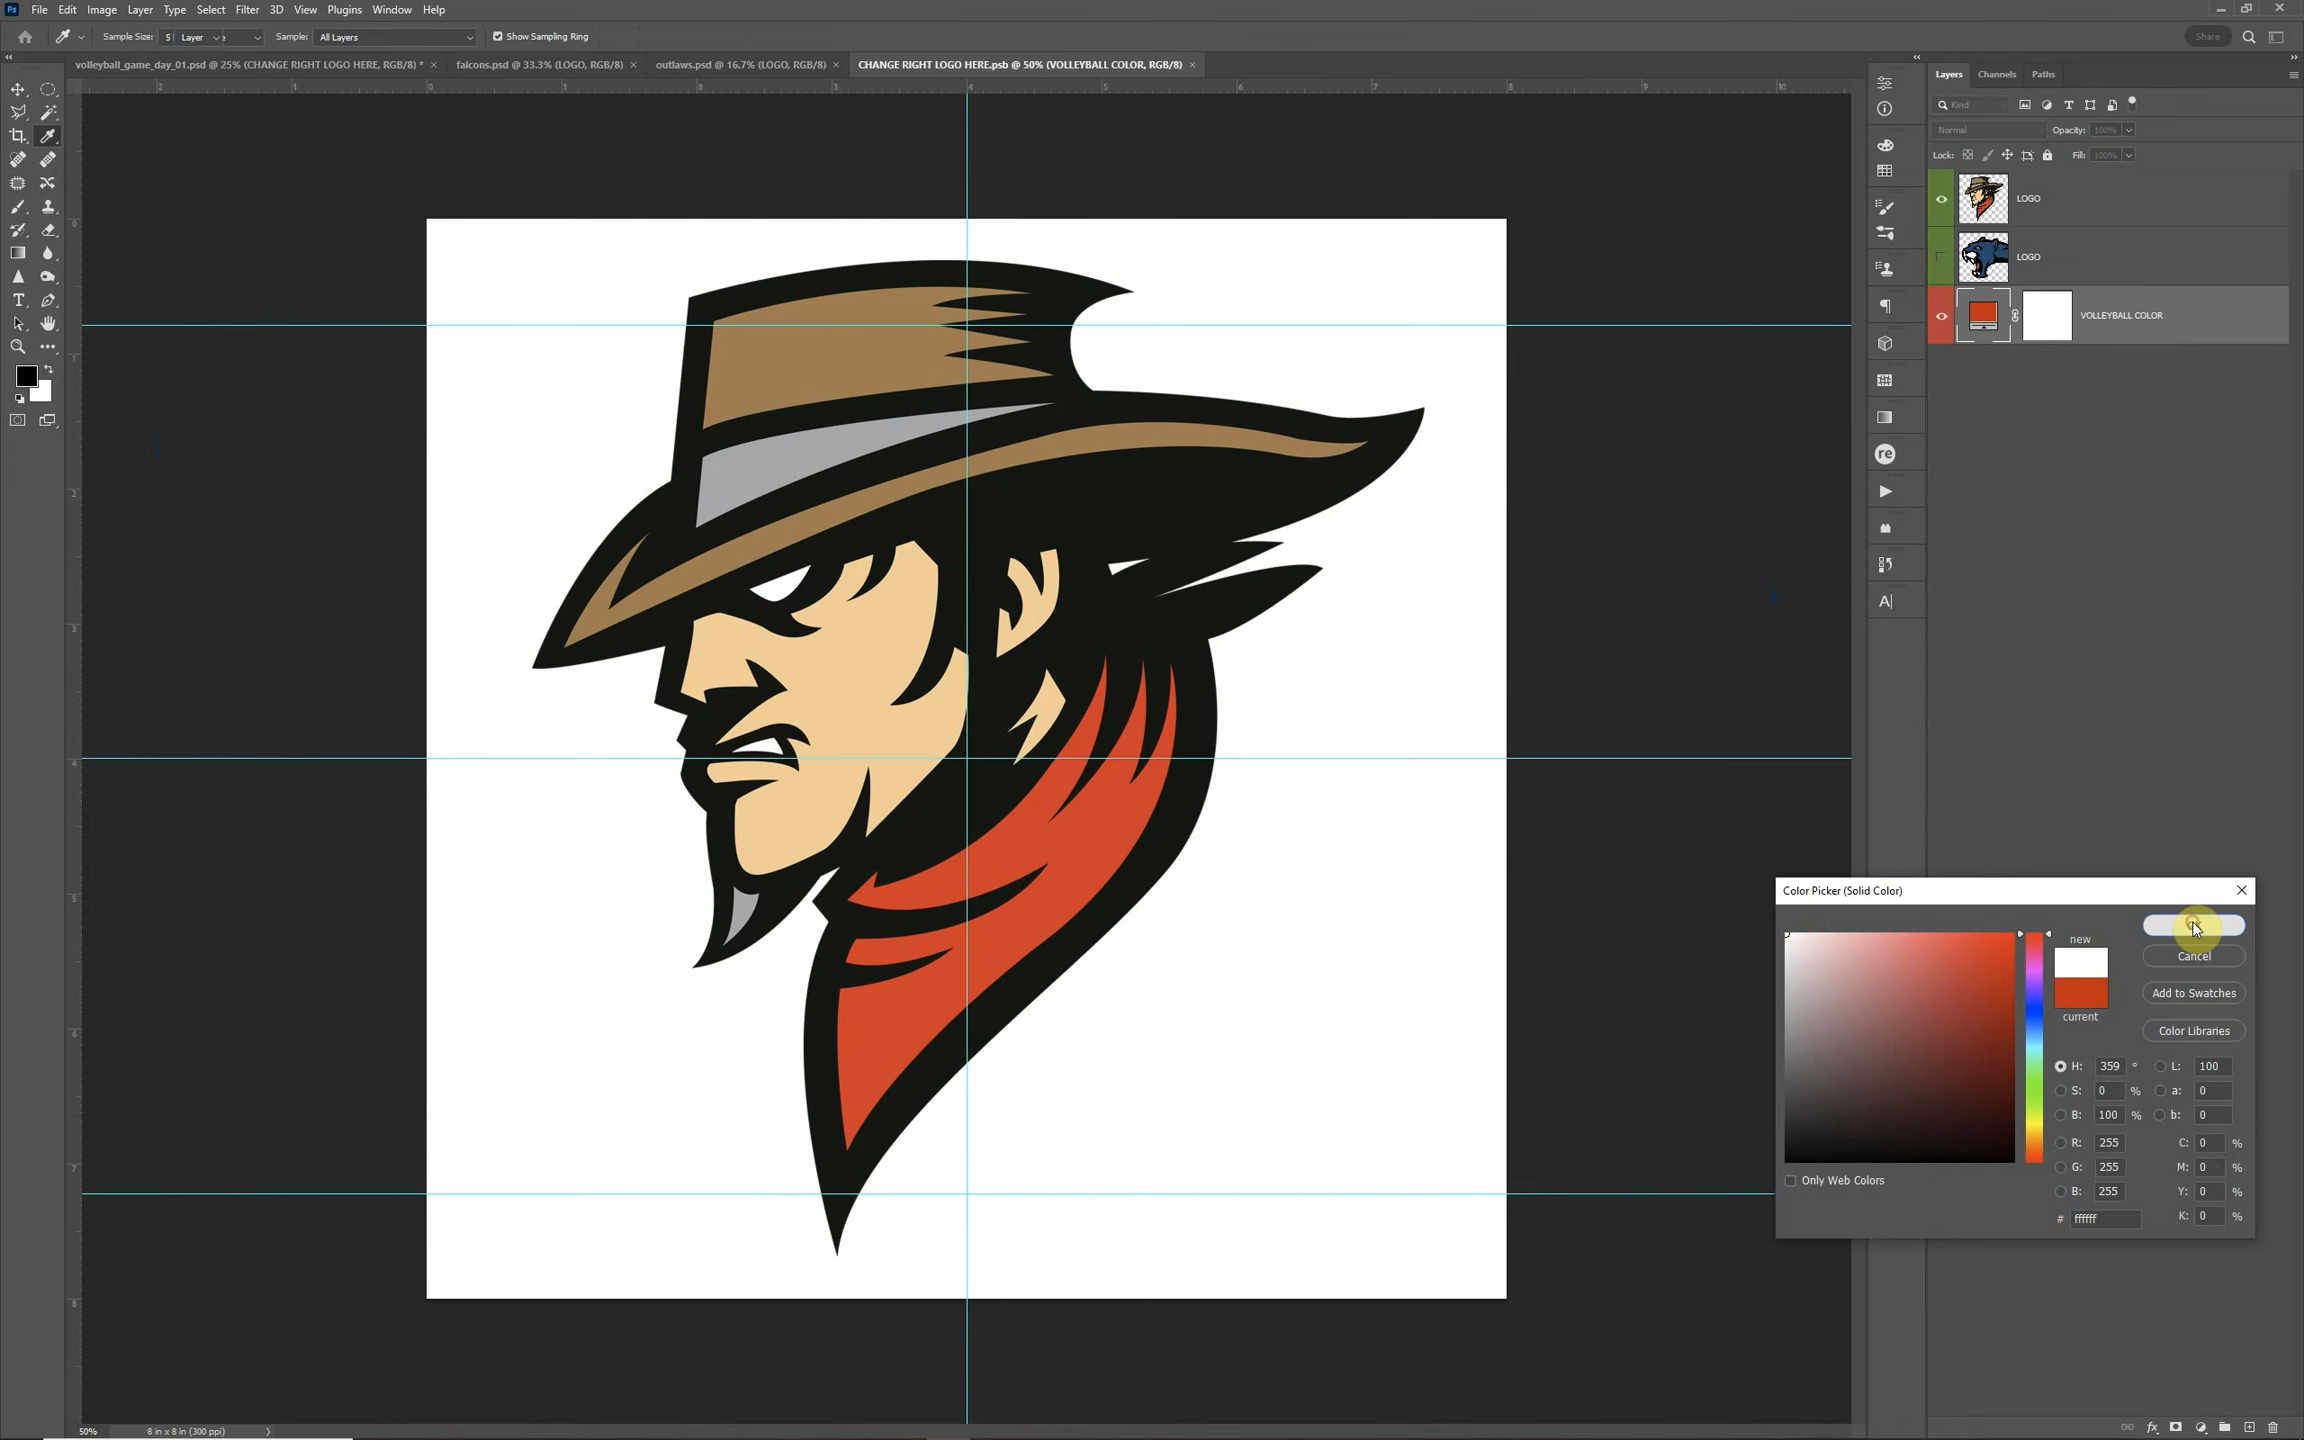 Ps File Edit Image Layer Type Select Filter 3D View Plugins Window Help
Sample Size: 5 Layer Sample: All Layers Show Sampling Ring Share
volleyball_game_day_01.psd @ 25% (CHANGE RIGHT LOGO HERE, RGB/8) * × falcons.psd @ 33.3% (LOGO, RGB/8) × outlaws.psd @ 16.7% (LOGO, RGB/8) × CHANGE RIGHT LOGO HERE.psb @ 50% (VOLLEYBALL COLOR, RGB/8) ×
Layers Channels Paths
Kind
Normal Opacity: 100%
Lock: Fill: 100%
LOGO
LOGO
VOLLEYBALL COLOR
re
A|
Color Picker (Solid Color)
new
current
Cancel
Add to Swatches
Color Libraries
H: 359 ° L: 100
S: 0 % a: 0
B: 100 % b: 0
R: 255 C: 0 %
G: 255 M: 0 %
B: 255 Y: 0 %
# ffffff K: 0 %
Only Web Colors
50% 8 in x 8 in (300 ppi)